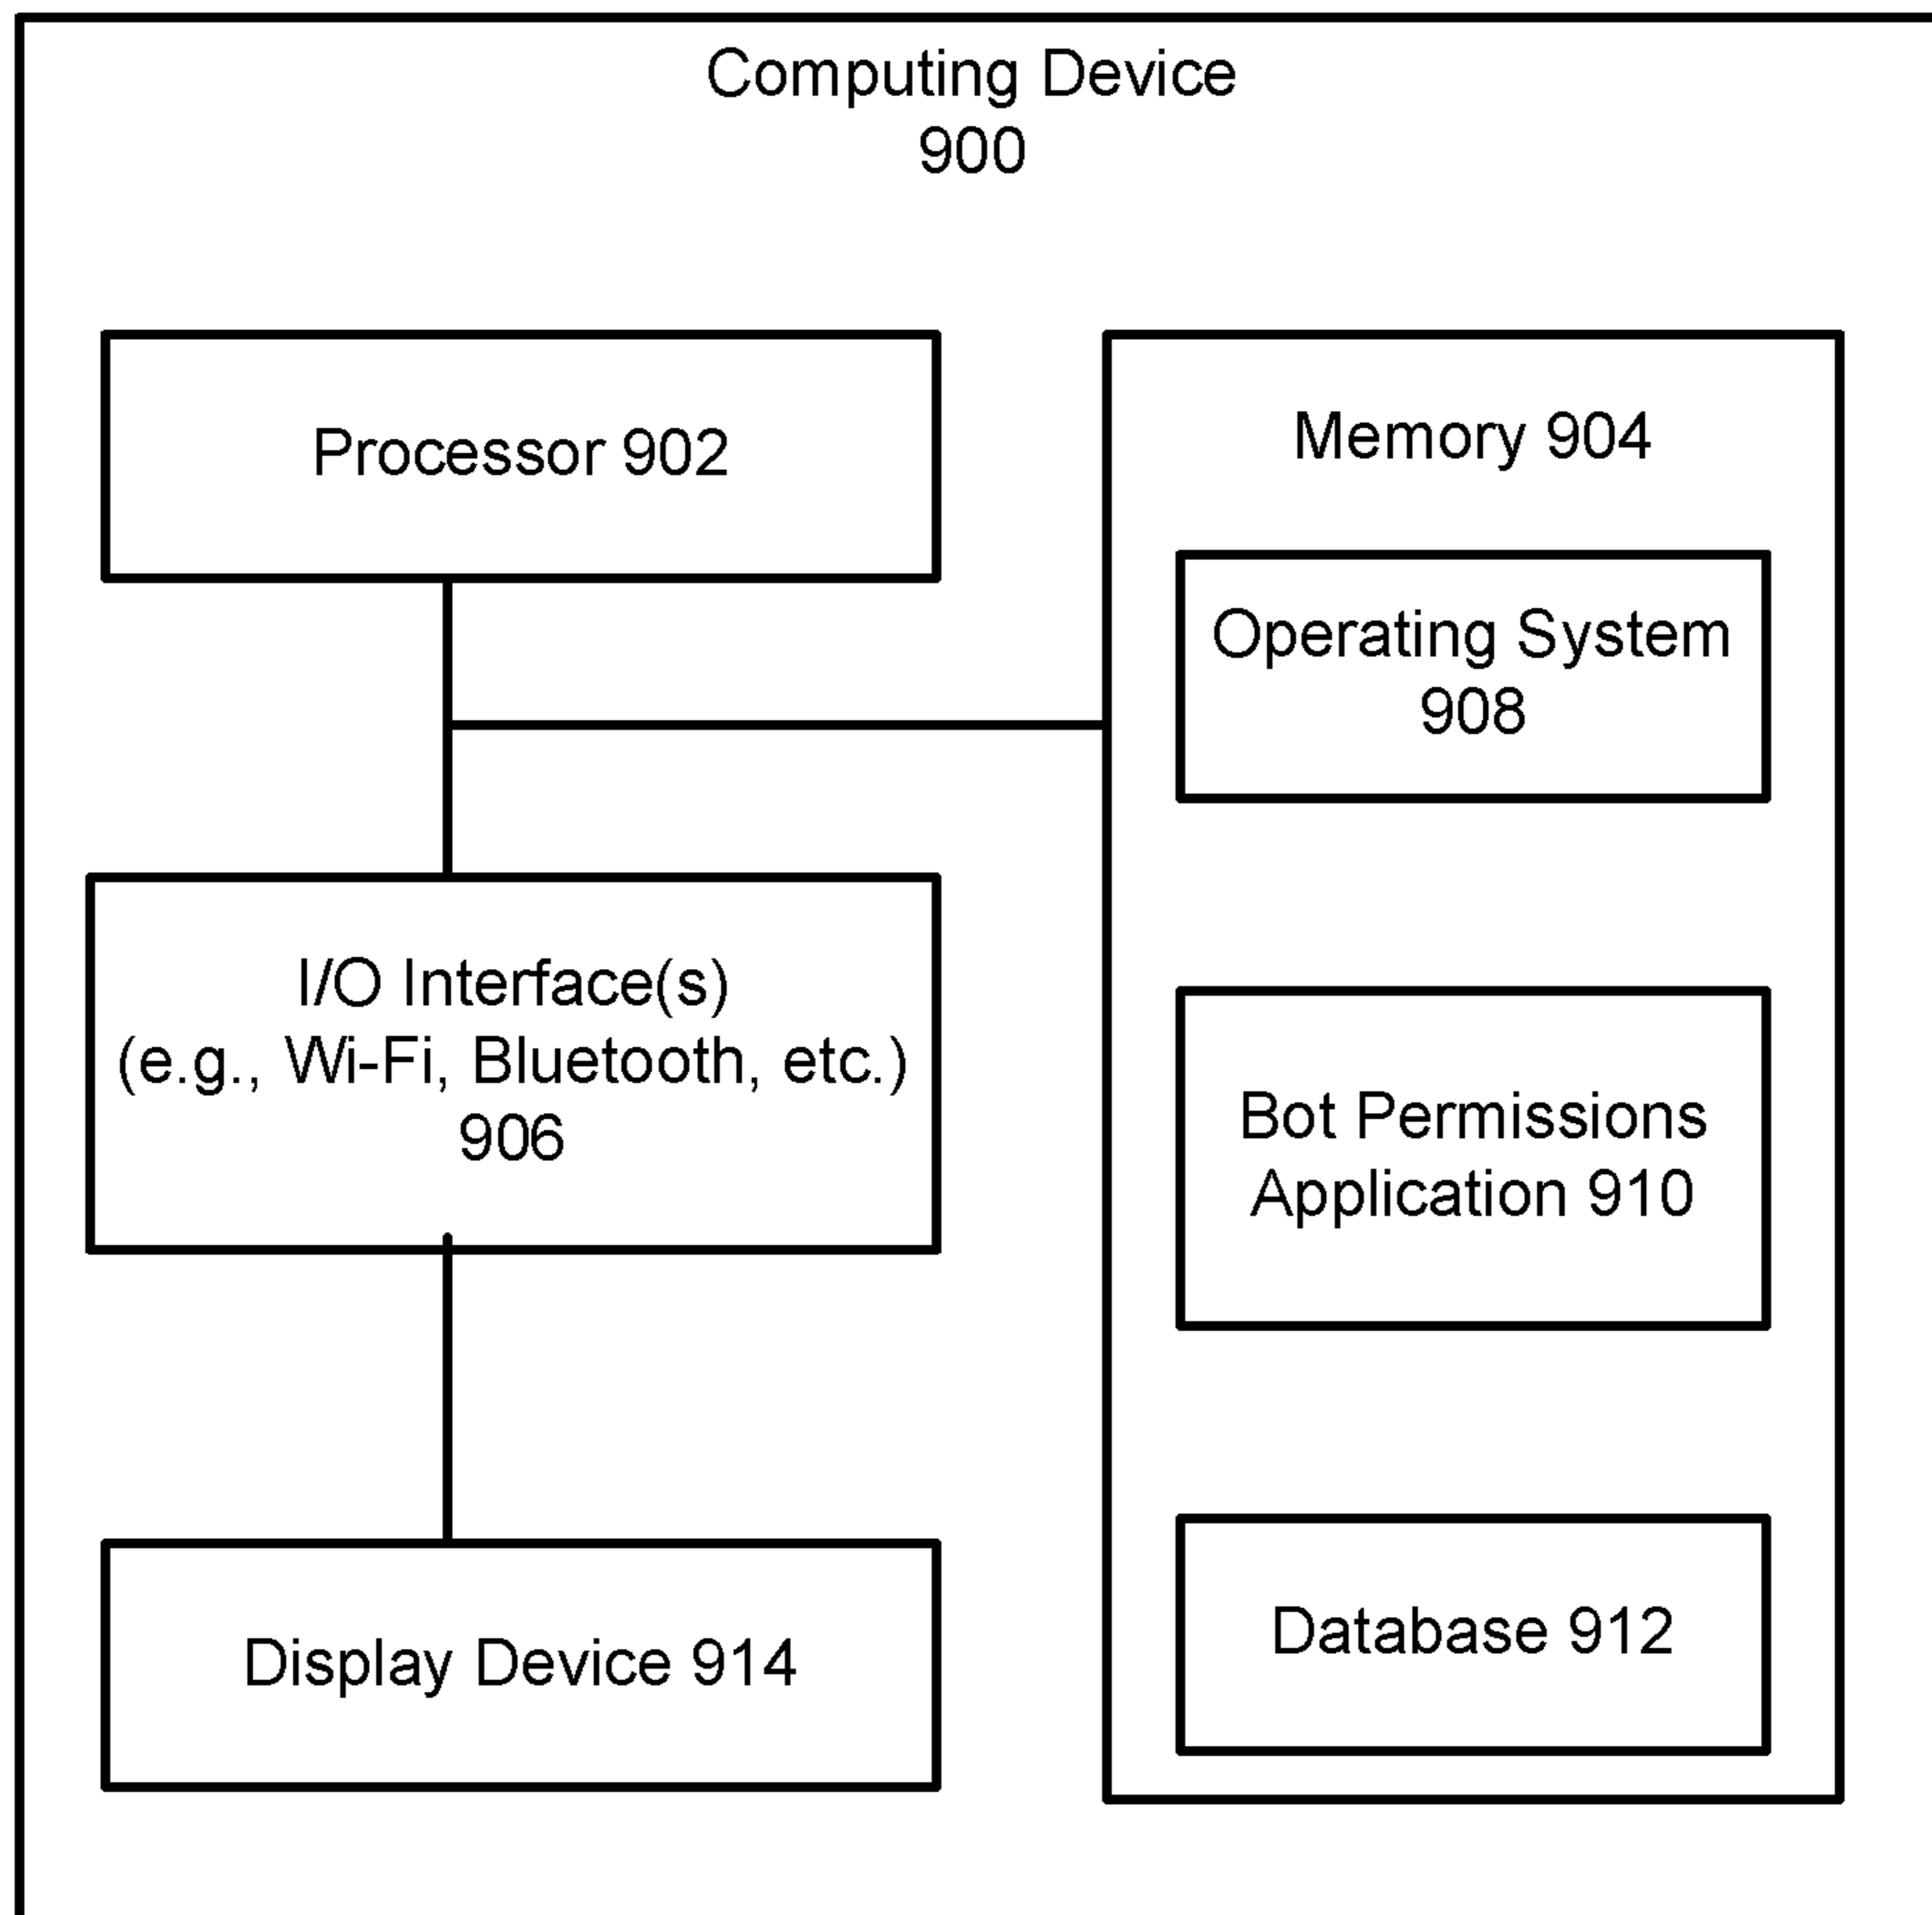 Computing Device
900
Processor 902
Memory 904
Operating System
908
I/O Interface(s)
(e.g., Wi-Fi, Bluetooth, etc.)
906
Bot Permissions
Application 910
Display Device 914
Database 912